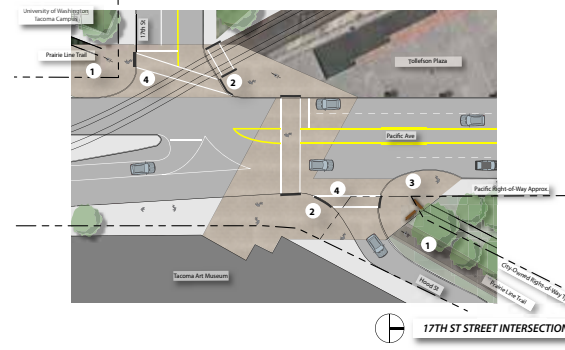 University of Washington
Tacoma Campus
17th St
Prairie Line Trail
1
4
2
Tollefson Plaza
Pacific Ave
4
3
2
Pacific Right-of-Way Approx.
1
Tacoma Art Museum
Hood St
City-Owned Right-of-Way
Prairie Line Trail
17TH ST STREET INTERSECTION